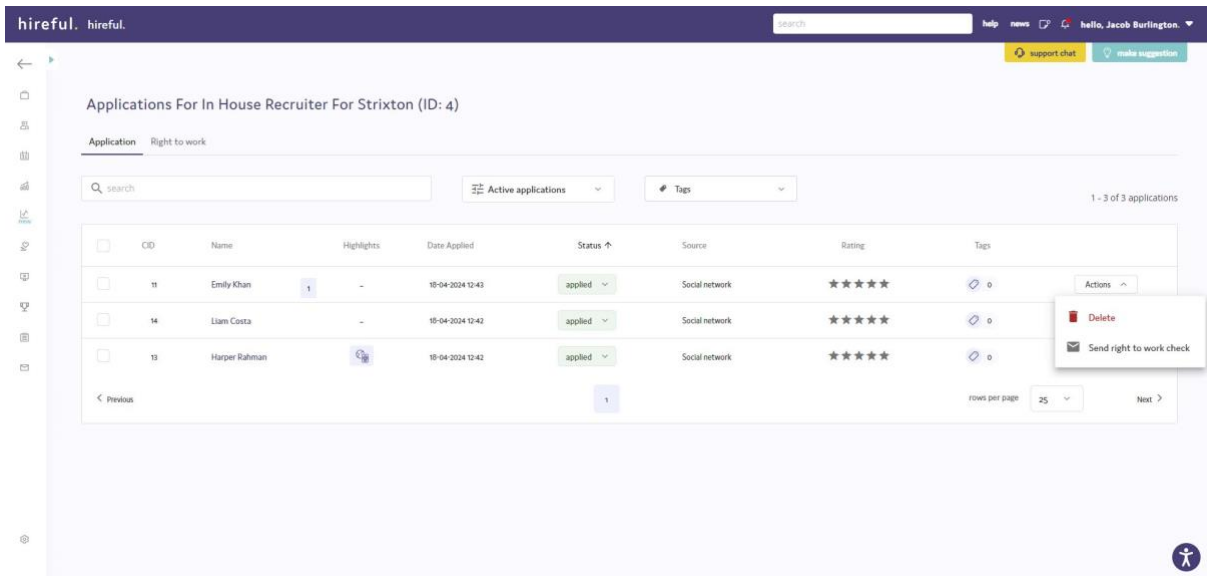 hireful. hireful.
search
help news hello, Jacob Burlington.
support chat
make suggestion
Applications For In House Recruiter For Strixton (ID: 4)
Application Right to work
search
Active applications
Tags
1 - 3 of 3 applications
CID Name Highlights Date Applied Status ↑ Source Rating Tags
11 Emily Khan 1 - 18-04-2024 12:43 applied Social network ★★★★★ 0 Actions
14 Liam Costa - 18-04-2024 12:42 applied Social network ★★★★★ 0
13 Harper Rahman 18-04-2024 12:42 applied Social network ★★★★★ 0
Delete
Send right to work check
< Previous 1 rows per page 25 Next >